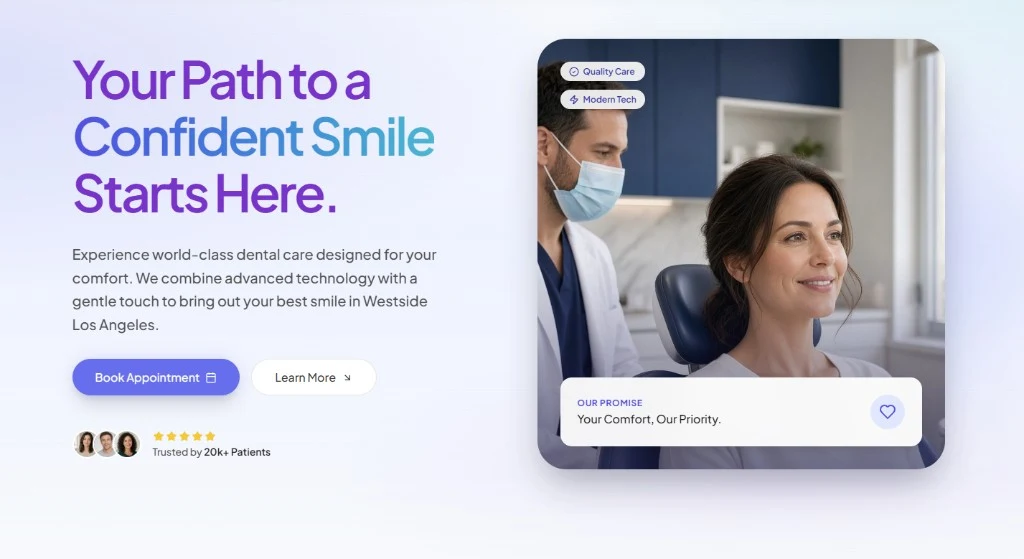 Your Path to a
Confident Smile
Starts Here.
Experience world-class dental care designed for your
comfort. We combine advanced technology with a
gentle touch to bring out your best smile in Westside
Los Angeles.
Book Appointment
Learn More
Trusted by 20k+ Patients
Quality Care
Modern Tech
OUR PROMISE
Your Comfort, Our Priority.